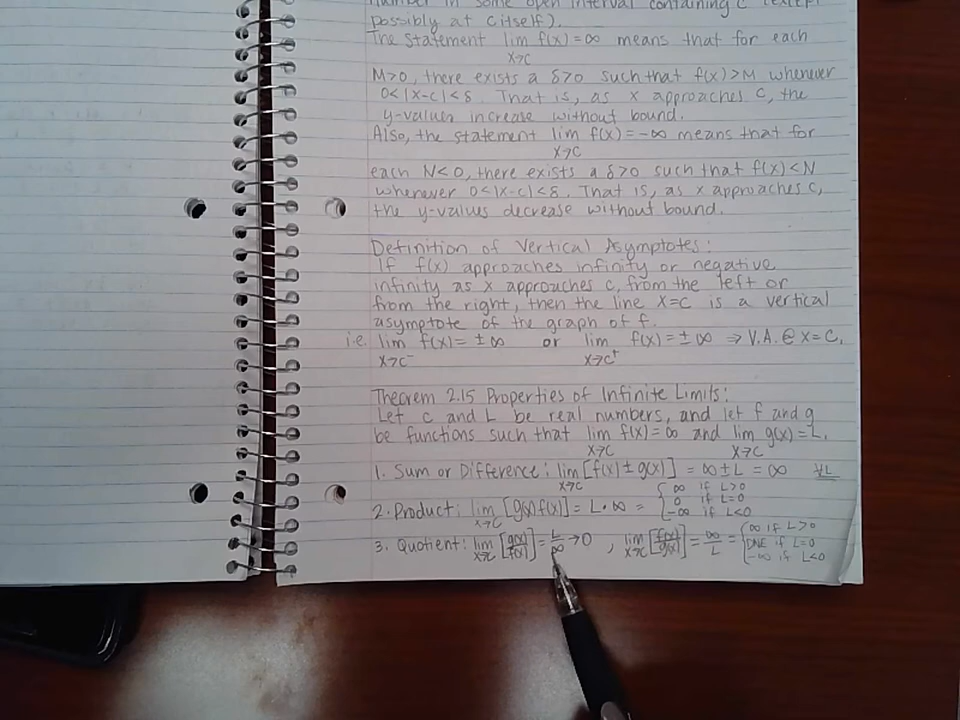 number in some open interval containing c (except
possibly at c itself).
The statement lim f(x) = ∞ means that for each
x→c
M>0, there exists a δ>0 such that f(x)>M whenever
0<|x-c|<δ. That is, as x approaches c, the
y-values increase without bound.
Also, the statement lim f(x) = -∞ means that for
x→c
each N<0, there exists a δ>0 such that f(x)<N
whenever 0<|x-c|<δ. That is, as x approaches c,
the y-values decrease without bound.
Definition of Vertical Asymptotes:
If f(x) approaches infinity or negative
infinity as x approaches c, from the left or
from the right, then the line x=c is a vertical
asymptote of the graph of f.
i.e. lim f(x) = ±∞ or lim f(x) = ±∞ ⇒ V.A. @ x=c.
x→c⁻ x→c⁺
Theorem 2.15 Properties of Infinite Limits:
Let c and L be real numbers, and let f and g
be functions such that lim f(x) = ∞ and lim g(x) = L.
x→c x→c
1. Sum or Difference: lim [f(x) ± g(x)] = ∞ ± L = ∞ ∀L
x→c
2. Product: lim [g(x)f(x)] = L·∞ = { ∞ if L>0
0 if L=0
-∞ if L<0
x→c
3. Quotient: lim [g(x)/f(x)] = L/∞ → 0 , lim [f(x)/g(x)] = ∞/L = { ∞ if L>0
DNE if L=0
-∞ if L<0
x→c x→c